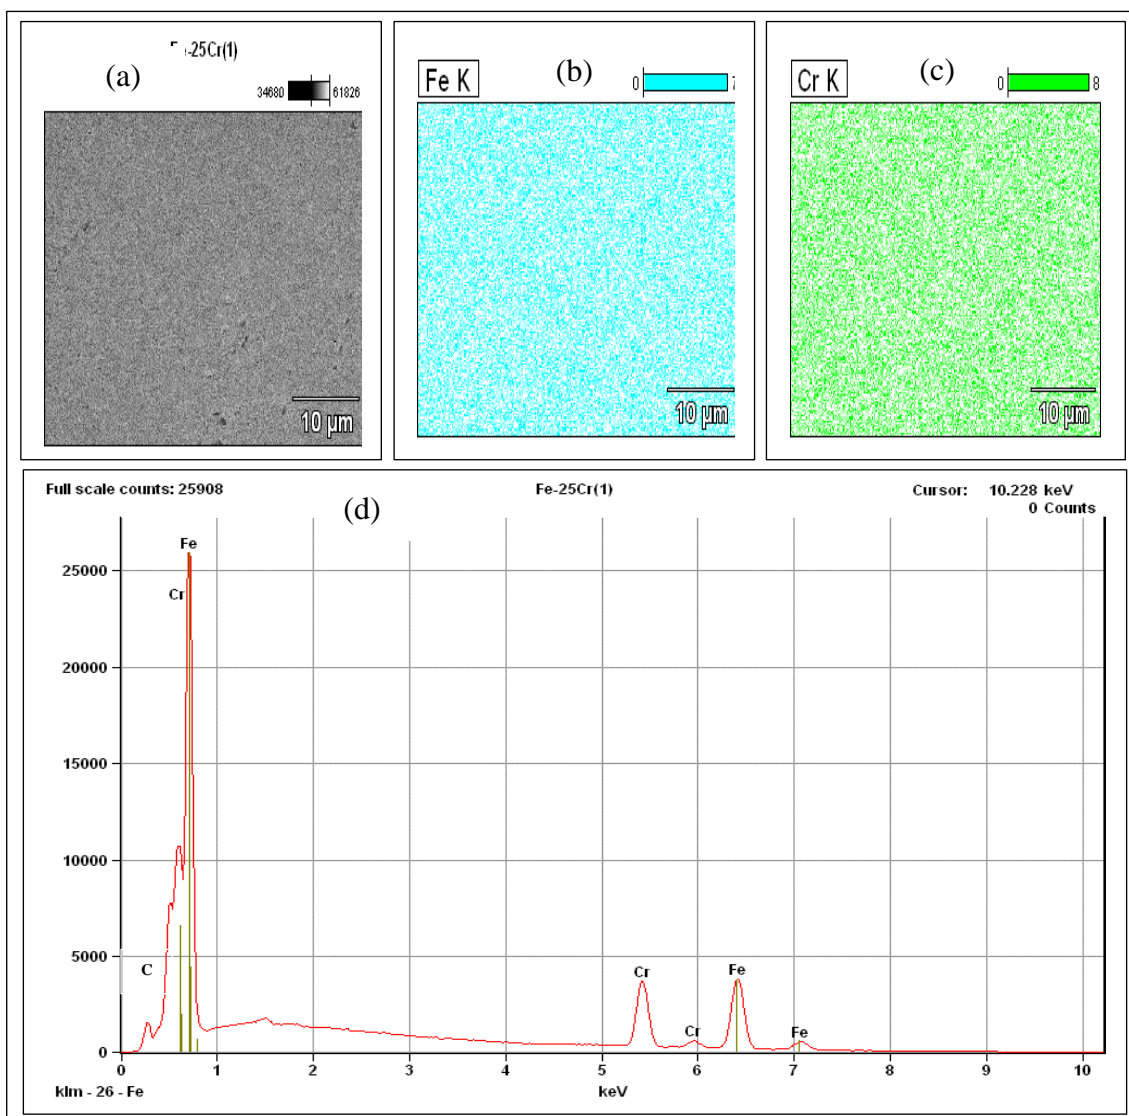 -25Cr(1)
(a)
34680 61826
10 µm
Fe K
(b)
0 7
10 µm
Cr K
(c)
0 8
10 µm
Full scale counts: 25908
Fe-25Cr(1)
Cursor: 10.228 keV
0 Counts
(d)
Fe
25000
Cr
20000
15000
10000
5000
C
Cr
Fe
Cr
Fe
0
0 1 2 3 4 5 6 7 8 9 10
klm - 26 - Fe
keV